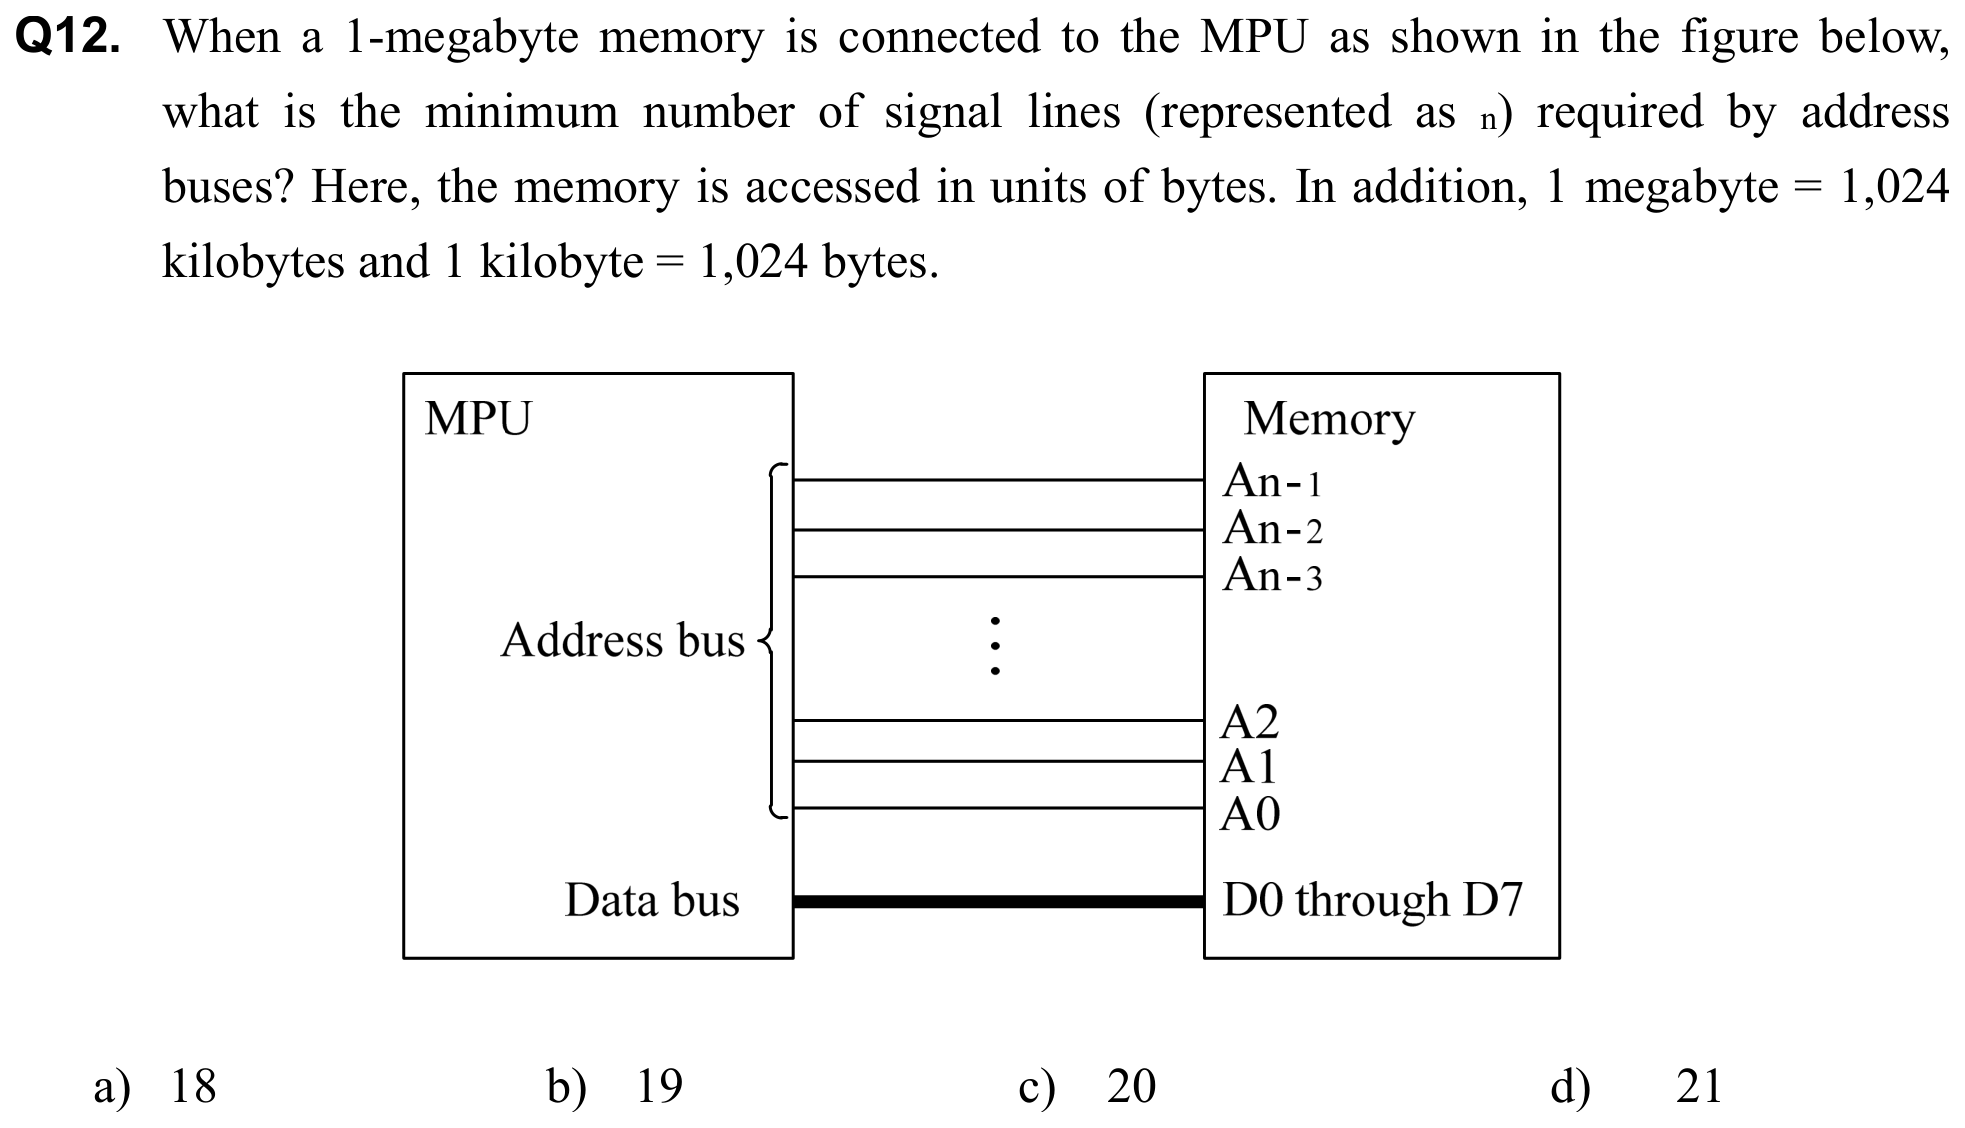 Q12. When a 1-megabyte memory is connected to the MPU as shown in the figure below,
what is the minimum number of signal lines (represented as n) required by address
buses? Here, the memory is accessed in units of bytes. In addition, 1 megabyte = 1,024
kilobytes and 1 kilobyte = 1,024 bytes.
MPU
Memory
An-1
An-2
An-3
Address bus
A2
A1
A0
Data bus
D0 through D7
a) 18 b) 19 c) 20 d) 21